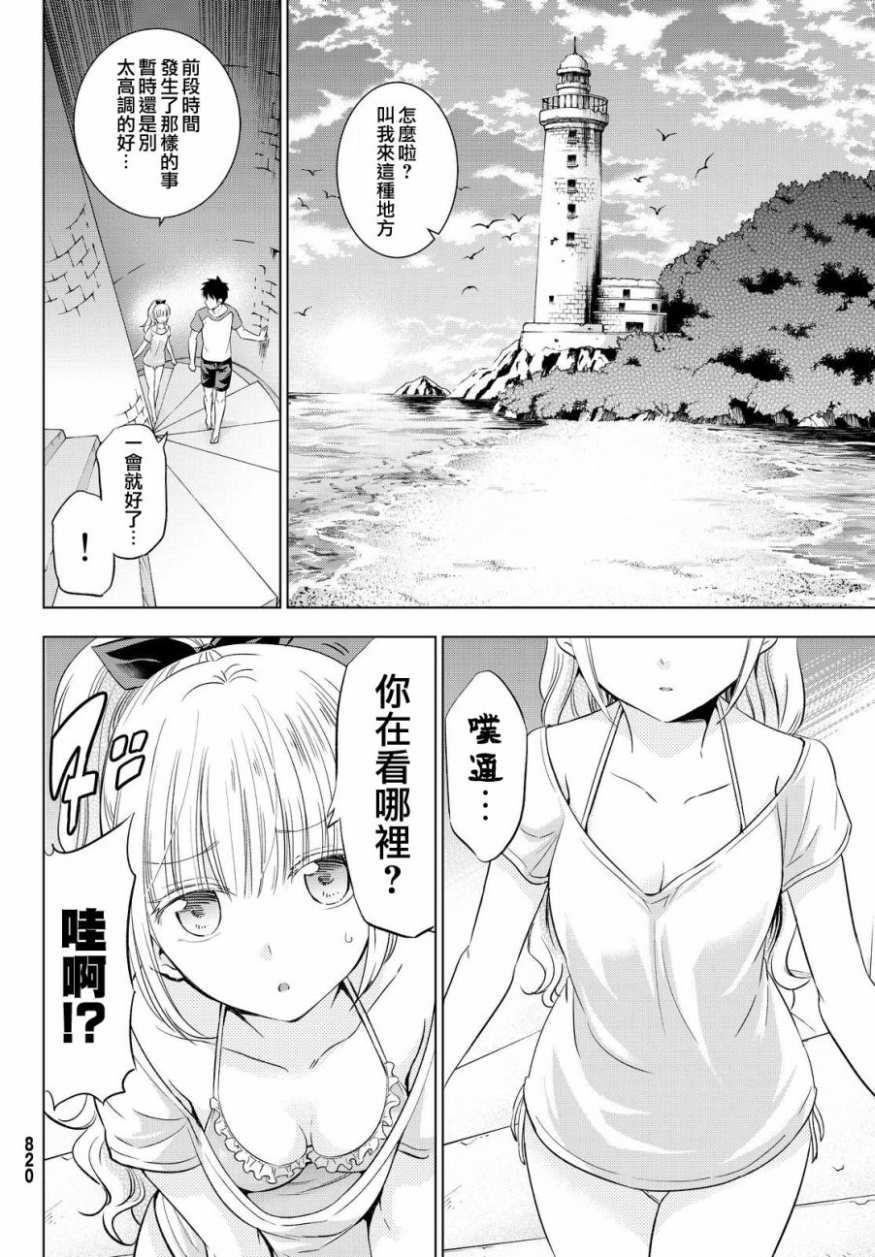 怎麼啦?
叫我來這種地方
前段時間
發生了那樣的事
暫時還是別
太高調的好…
一會就好了…
!
噗通…
你在看哪裡?
哇啊!?
820